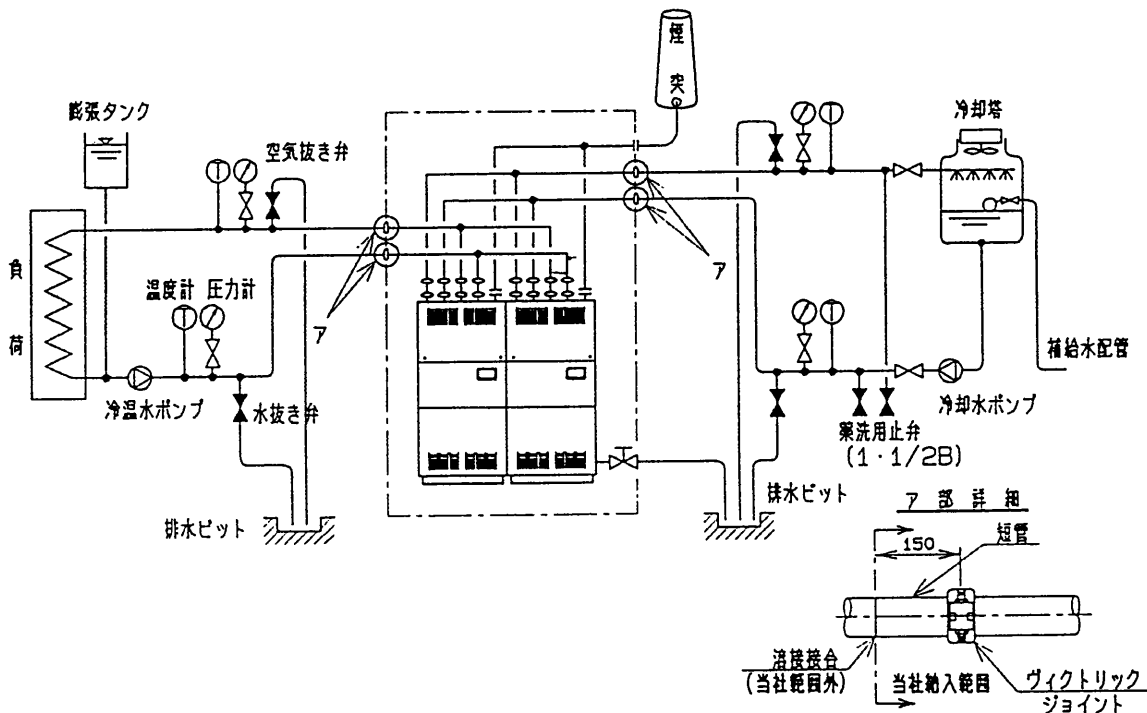 煙突
膨張タンク
冷却塔
空気抜き弁
T
T
ア
負荷
温度計 圧力計
T
ア
T
補給水配管
冷温水ポンプ
水抜き弁
冷却水ポンプ
薬洗用止弁
(1・1/2B)
排水ピット
排水ピット
ア部詳細
150
短管
溶接接合
(当社範囲外)
当社納入範囲
ヴィクトリック
ジョイント